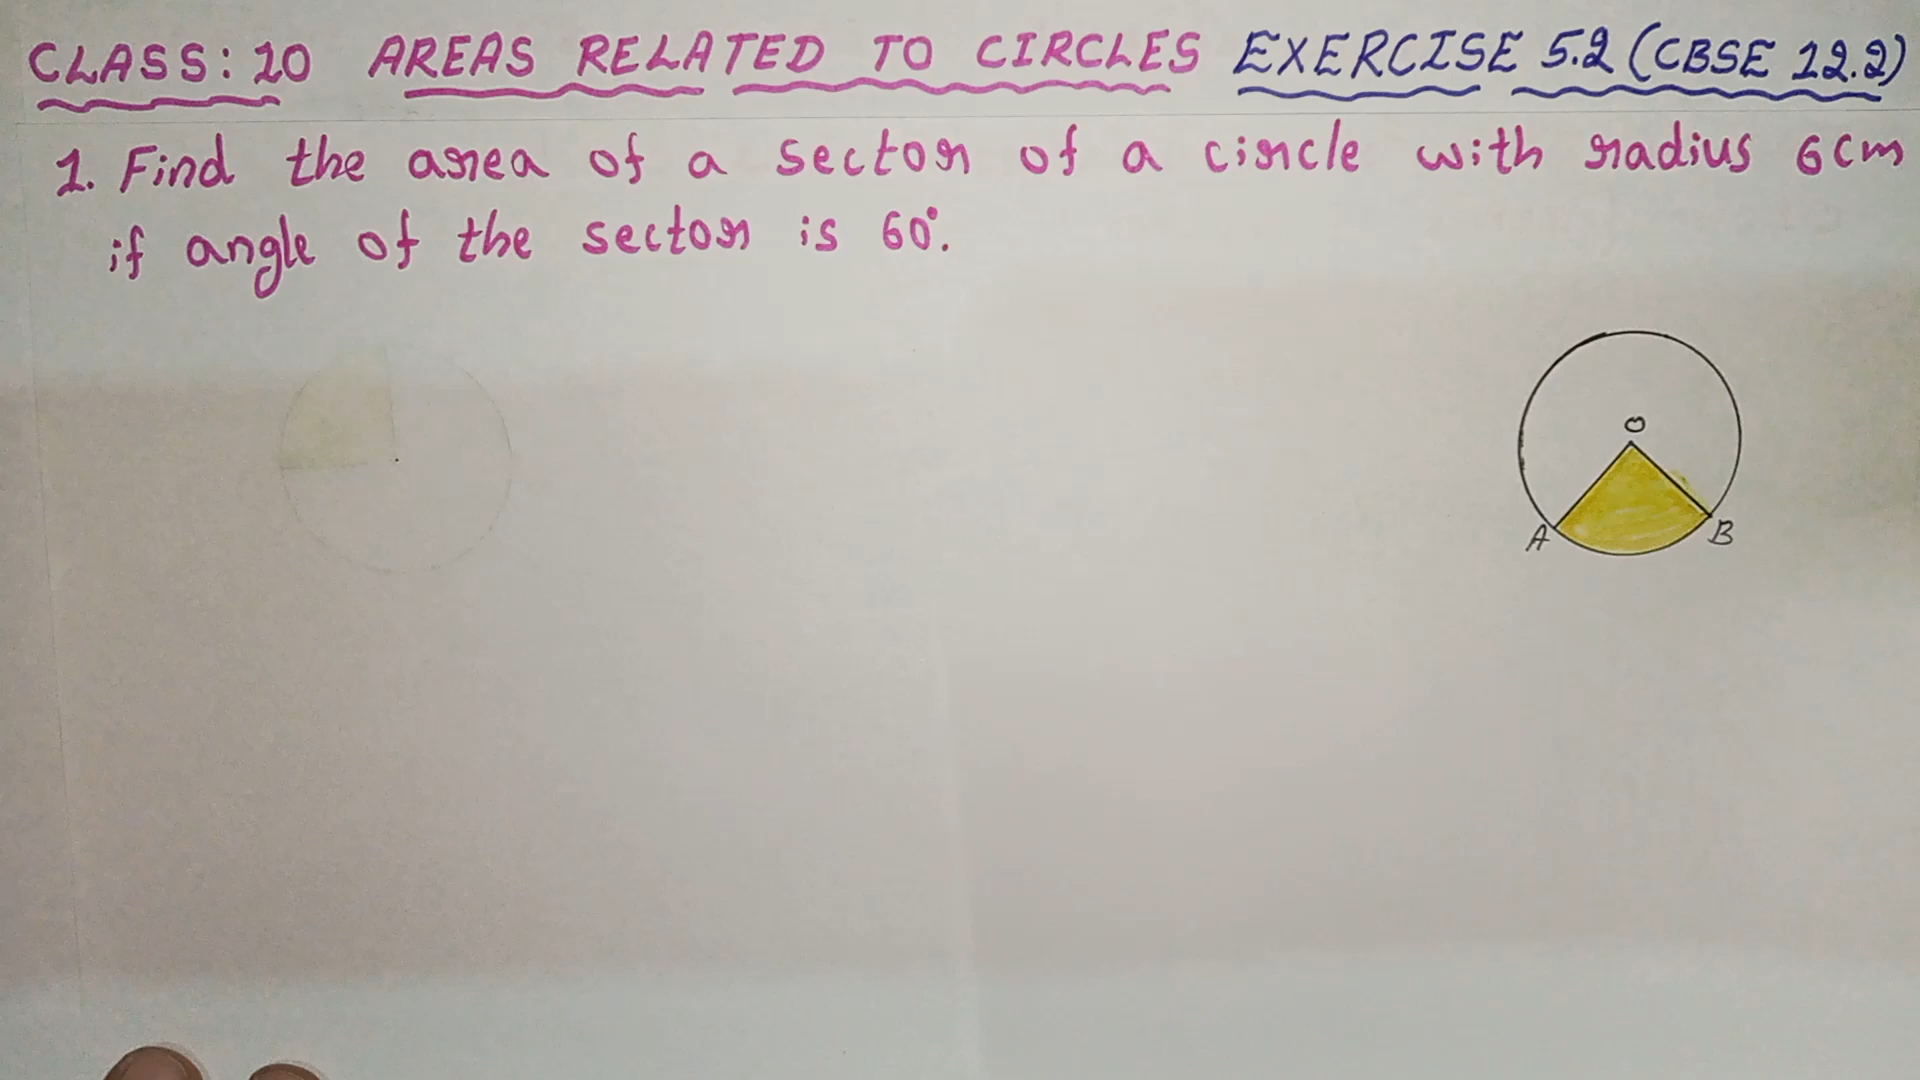 CLASS: 10 AREAS RELATED TO CIRCLES EXERCISE 5.2 (CBSE 12.2)
1. Find the area of a sector of a circle with radius 6cm
if angle of the sector is 60°.
O
A
B